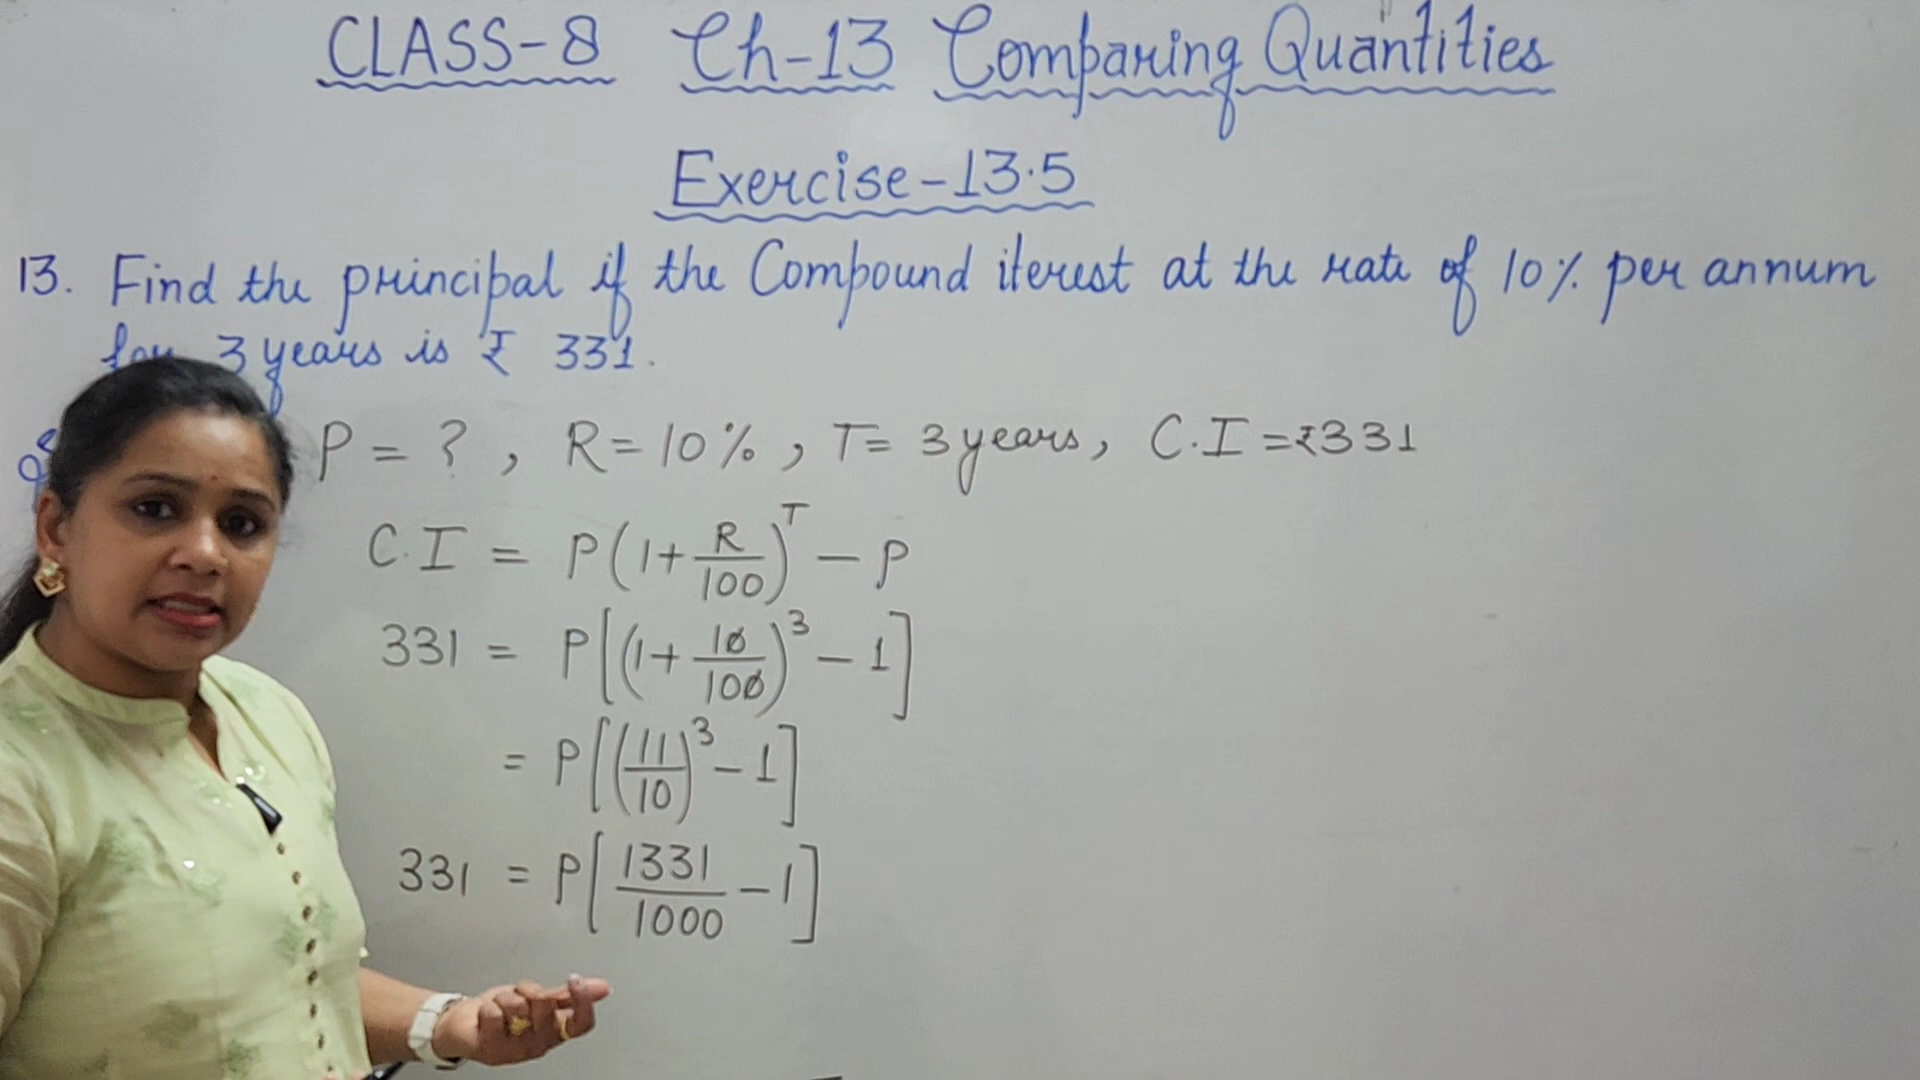 CLASS-8 Ch-13 Comparing Quantities
Exercise-13.5
13. Find the principal if the Compound iterest at the rate of 10% per annum
for 3 years is ₹ 331.
P = ? , R = 10% , T = 3 years, C.I = ₹331
C.I = P(1+R/100)^T - P
331 = P[(1+10/100)^3 - 1]
= P[(11/10)^3 - 1]
331 = P[1331/1000 - 1]